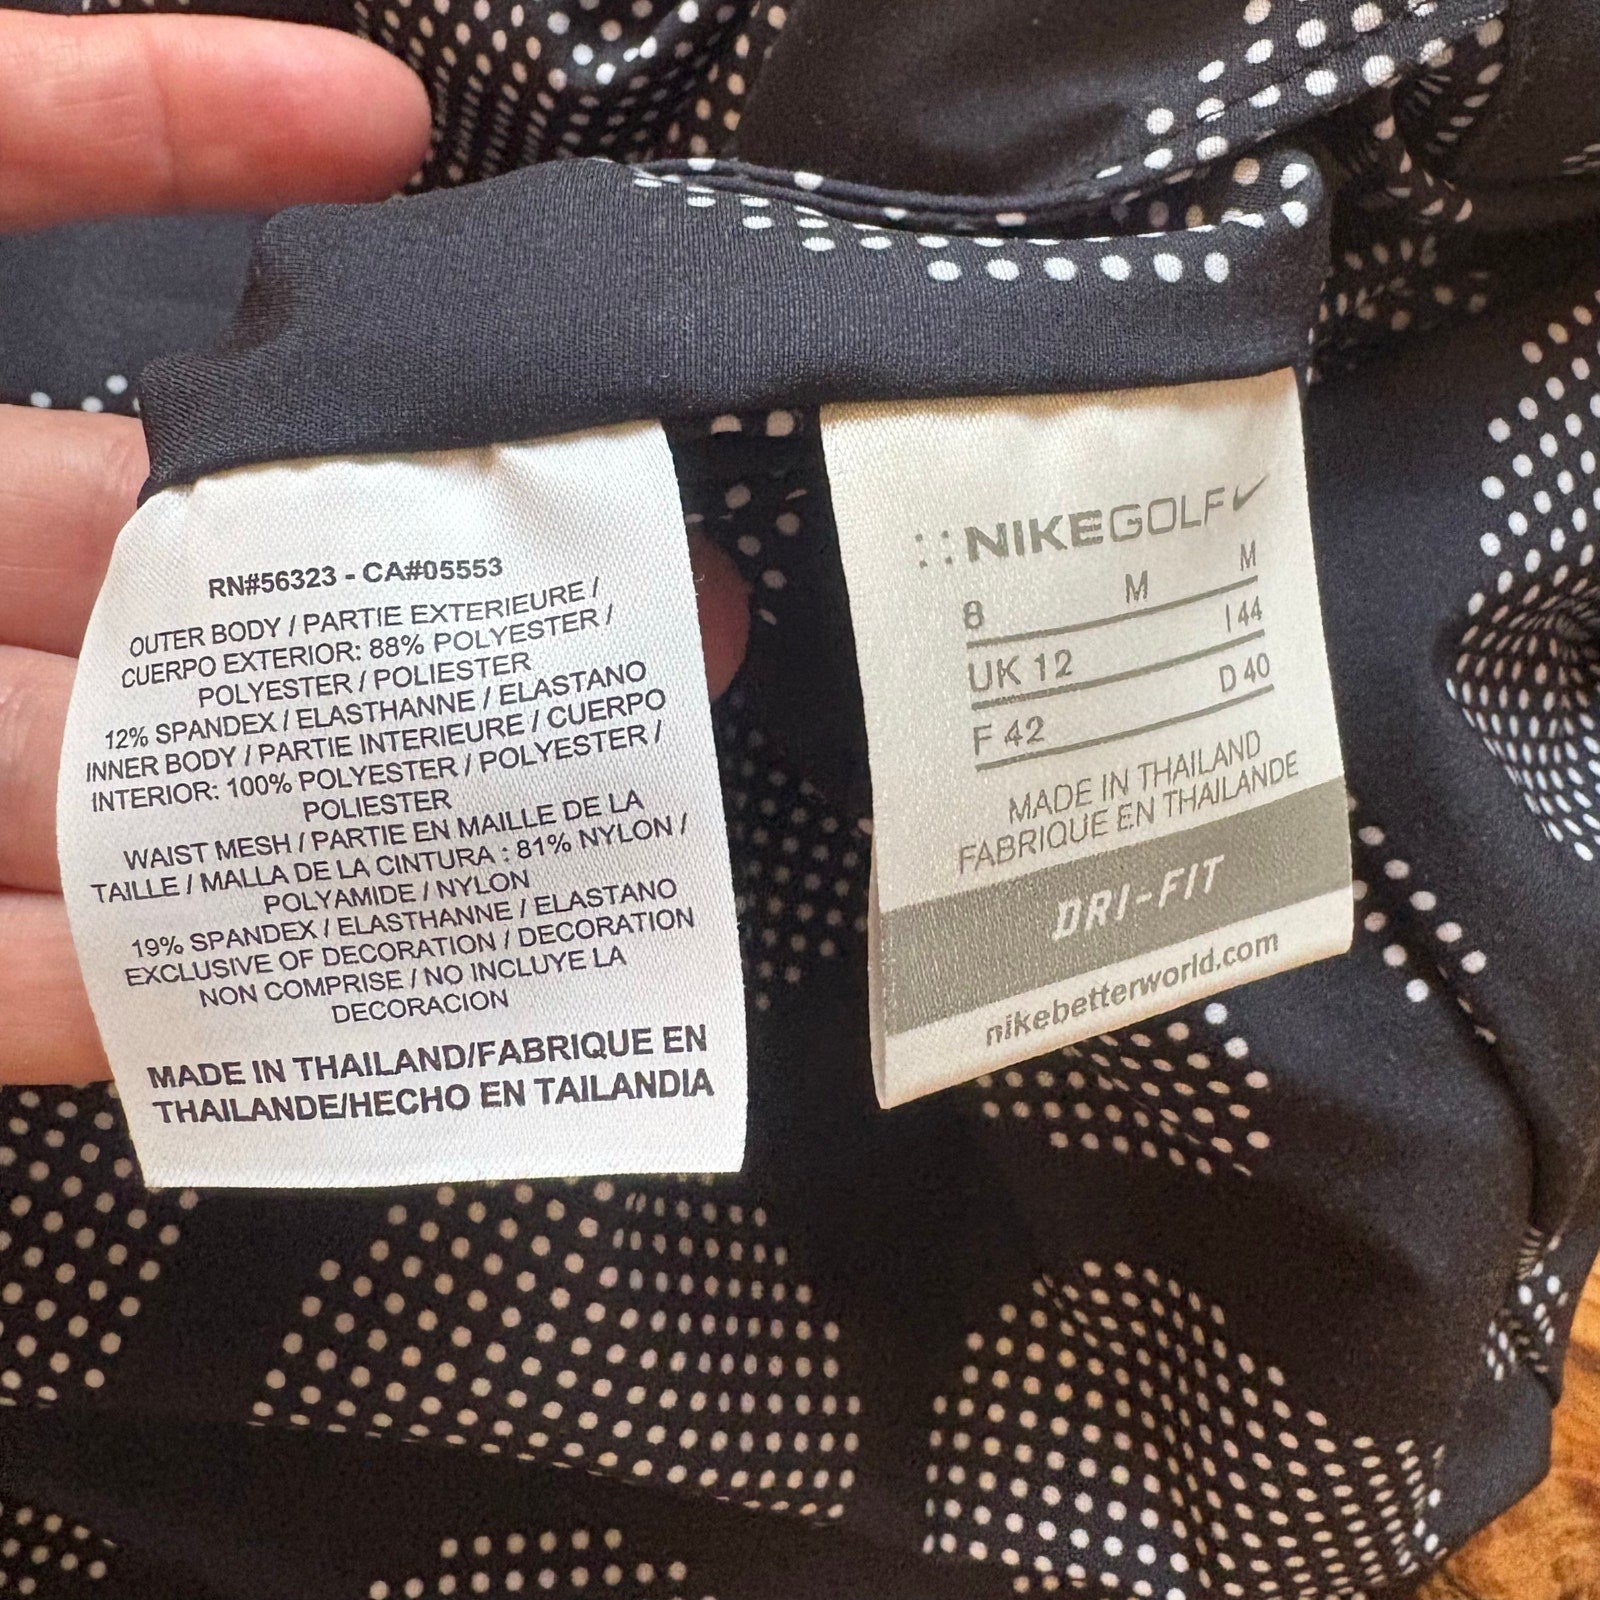 RN#56323 - CA#05553
OUTER BODY / PARTIE EXTERIEURE /
CUERPO EXTERIOR: 88% POLYESTER /
POLYESTER / POLIESTER
12% SPANDEX / ELASTHANNE / ELASTANO
INNER BODY / PARTIE INTERIEURE / CUERPO
INTERIOR: 100% POLYESTER / POLYESTER /
POLIESTER
WAIST MESH / PARTIE EN MAILLE DE LA
TAILLE / MALLA DE LA CINTURA : 81% NYLON /
POLYAMIDE / NYLON
19% SPANDEX / ELASTHANNE / ELASTANO
EXCLUSIVE OF DECORATION / DECORATION
NON COMPRISE / NO INCLUYE LA
DECORACION
MADE IN THAILAND/FABRIQUE EN
THAILANDE/HECHO EN TAILANDIA
NIKEGOLF
8 M M
UK 12 I 44
F 42 D 40
MADE IN THAILAND
FABRIQUE EN THAILANDE
DRI-FIT
nikebetterworld.com